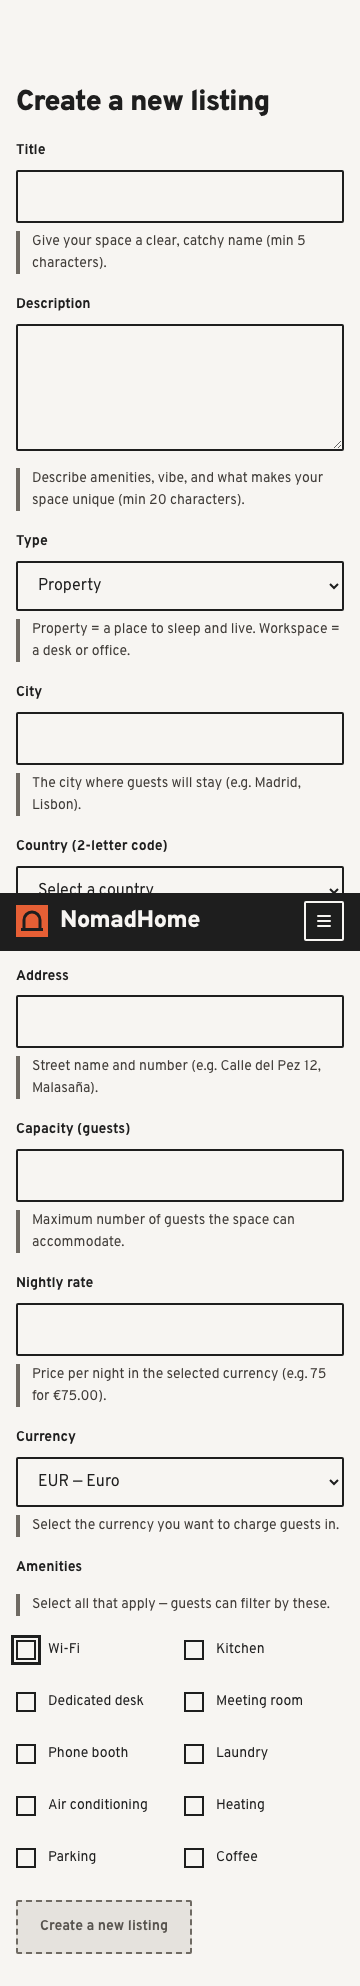 Create a new listing
Title
Give your space a clear, catchy name (min 5
characters).
Description
Describe amenities, vibe, and what makes your
space unique (min 20 characters).
Type
Property
Property = a place to sleep and live. Workspace =
a desk or office.
City
The city where guests will stay (e.g. Madrid,
Lisbon).
Country (2-letter code)
Select a country
NomadHome
Address
Street name and number (e.g. Calle del Pez 12,
Malasaña).
Capacity (guests)
Maximum number of guests the space can
accommodate.
Nightly rate
Price per night in the selected currency (e.g. 75
for €75.00).
Currency
EUR — Euro
Select the currency you want to charge guests in.
Amenities
Select all that apply — guests can filter by these.
Wi-Fi
Kitchen
Dedicated desk
Meeting room
Phone booth
Laundry
Air conditioning
Heating
Parking
Coffee
Create a new listing